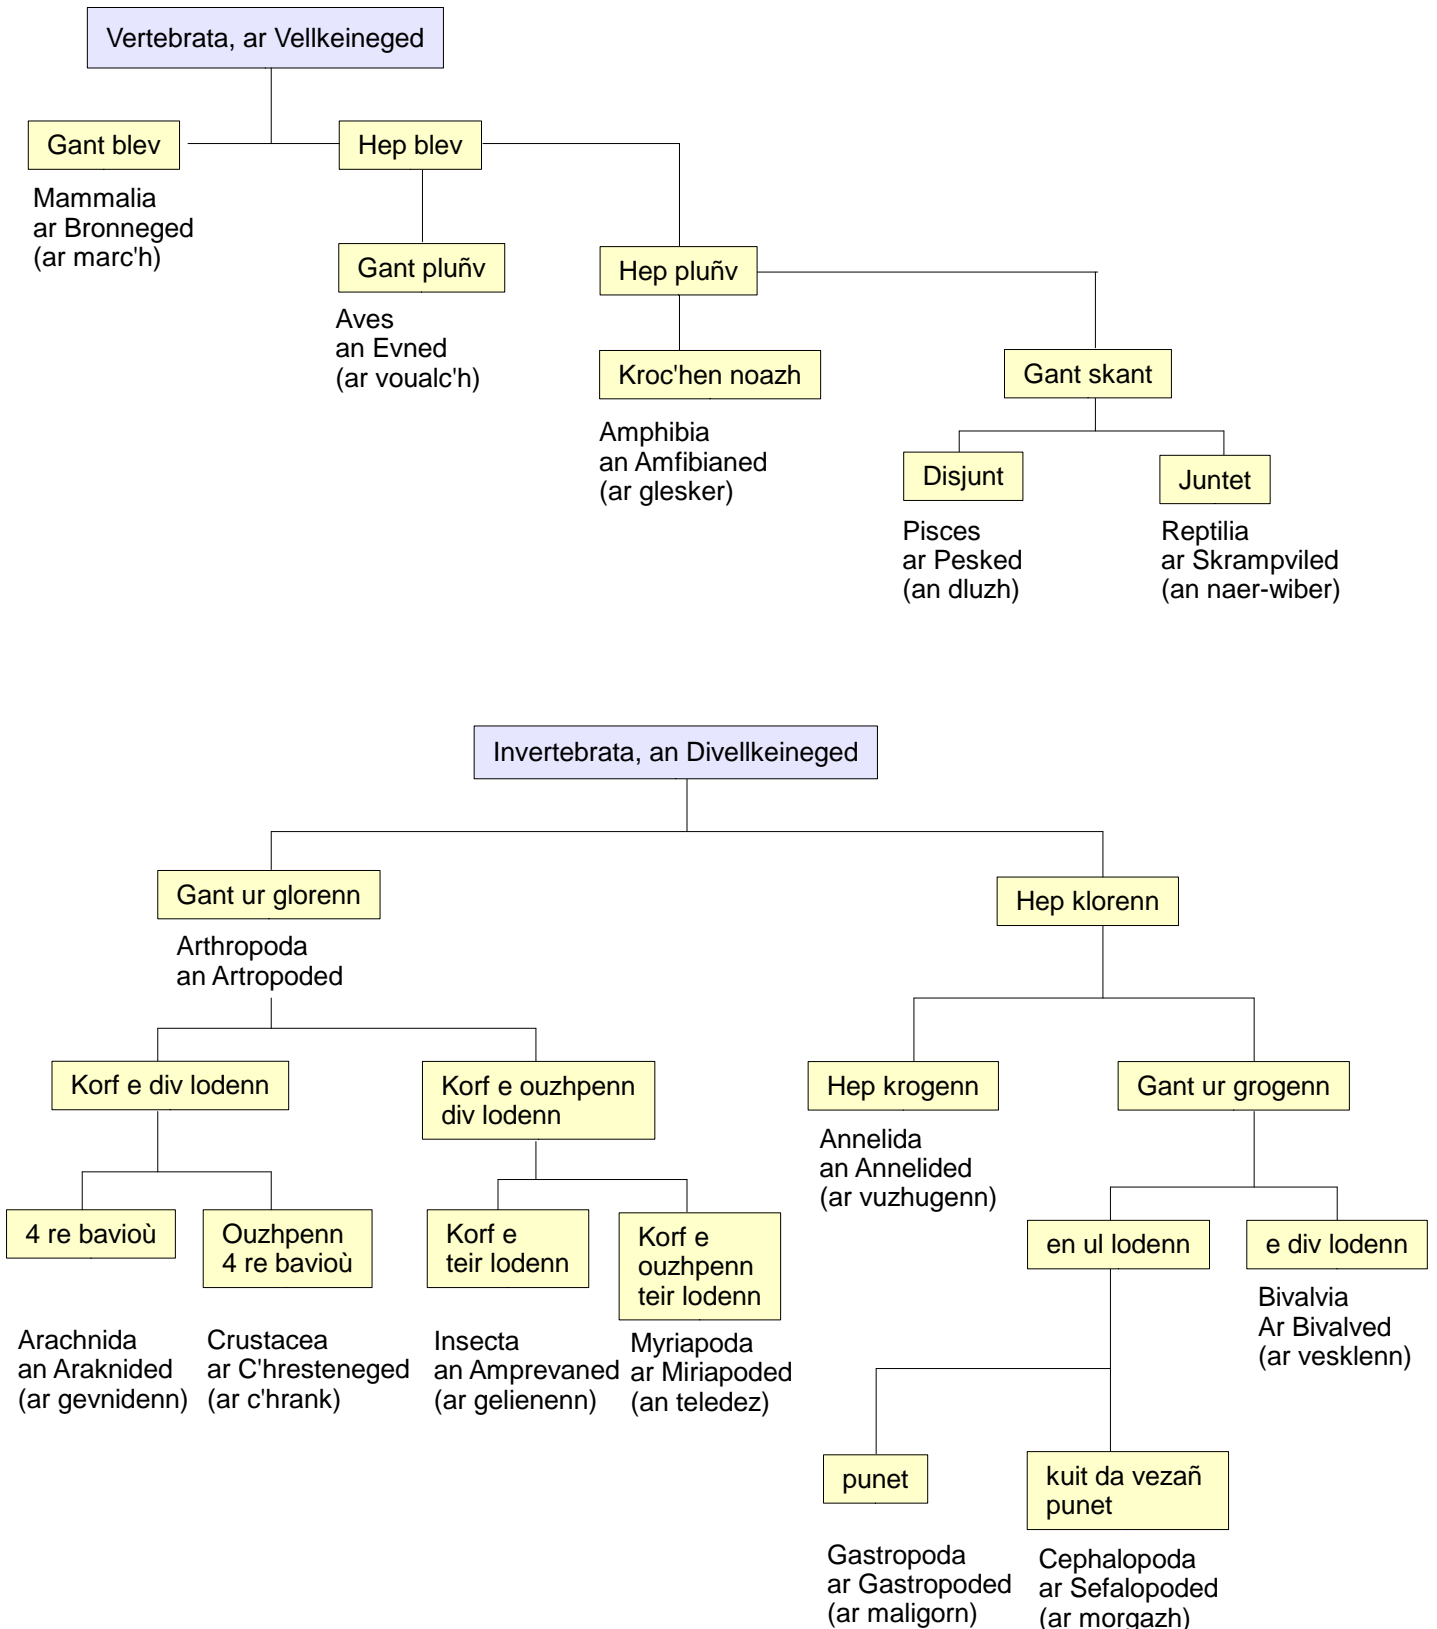 Vertebrata, ar Vellkeineged
Gant blev
Hep blev
Mammalia
ar Bronneged
(ar marc'h)
Gant pluñv
Hep pluñv
Aves
an Evned
(ar voualc'h)
Kroc'hen noazh
Gant skant
Amphibia
an Amfibianed
(ar glesker)
Disjunt
Juntet
Pisces
ar Pesked
(an dluzh)
Reptilia
ar Skrampviled
(an naer-wiber)
Invertebrata, an Divellkeineged
Gant ur glorenn
Hep klorenn
Arthropoda
an Artropoded
Korf e div lodenn
Korf e ouzhpenn
div lodenn
Hep krogenn
Gant ur grogenn
Annelida
an Annelided
(ar vuzhugenn)
4 re bavioù
Ouzhpenn
4 re bavioù
Korf e
teir lodenn
Korf e
ouzhpenn
teir lodenn
en ul lodenn
e div lodenn
Arachnida
an Araknided
(ar gevnidenn)
Crustacea
ar C'hresteneged
(ar c'hrank)
Insecta
an Amprevaned
(ar gelienenn)
Myriapoda
ar Miriapoded
(an teledez)
Bivalvia
Ar Bivalved
(ar vesklenn)
punet
kuit da vezañ
punet
Gastropoda
ar Gastropoded
(ar maligorn)
Cephalopoda
ar Sefalopoded
(ar morgazh)